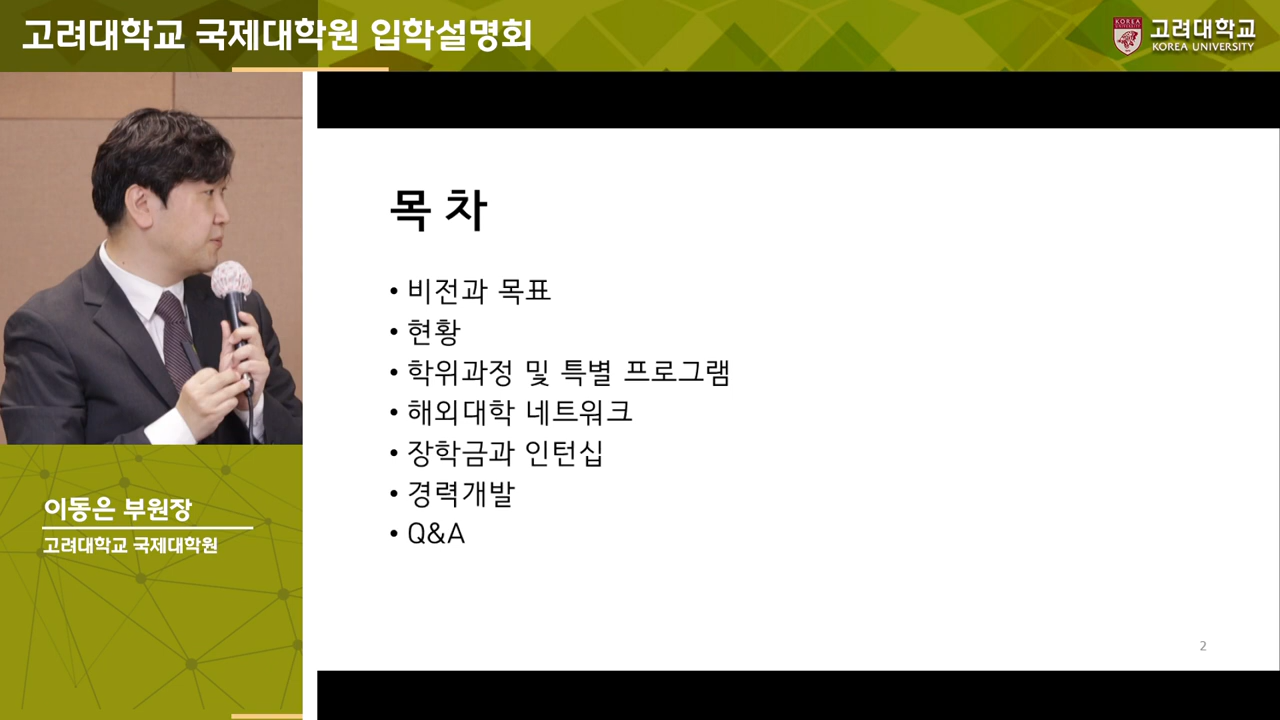 고려대학교 국제대학원 입학설명회
KOREA
UNIVERSITY
고려대학교
KOREA UNIVERSITY
목 차
• 비전과 목표
• 현황
• 학위과정 및 특별 프로그램
• 해외대학 네트워크
• 장학금과 인턴십
• 경력개발
• Q&A
2
이동은 부원장
고려대학교 국제대학원